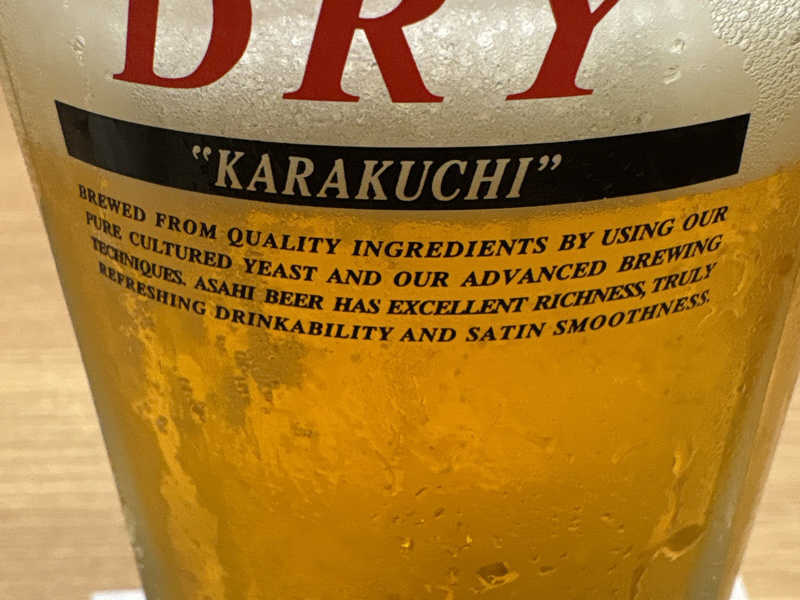 DRY
“KARAKUCHI”
BREWED FROM QUALITY INGREDIENTS BY USING OUR
PURE CULTURED YEAST AND OUR ADVANCED BREWING
TECHNIQUES. ASAHI BEER HAS EXCELLENT RICHNESS, TRULY
REFRESHING DRINKABILITY AND SATIN SMOOTHNESS.